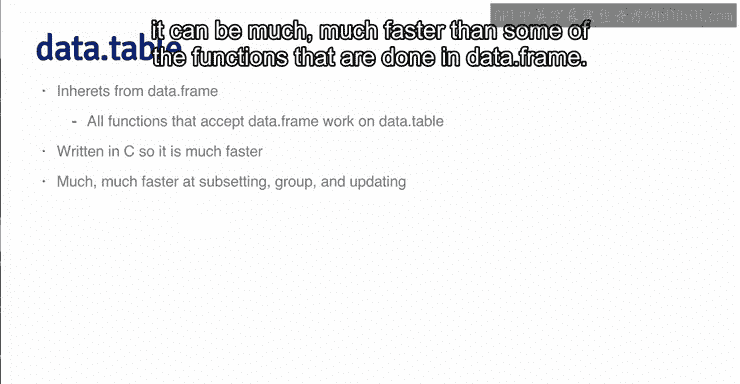 it can be much, much faster than some of
the functions that are done in data.frame.
data.table
· Inherets from data.frame
- All functions that accept data.frame work on data.table
· Written in C so it is much faster
· Much, much faster at subsetting, group, and updating